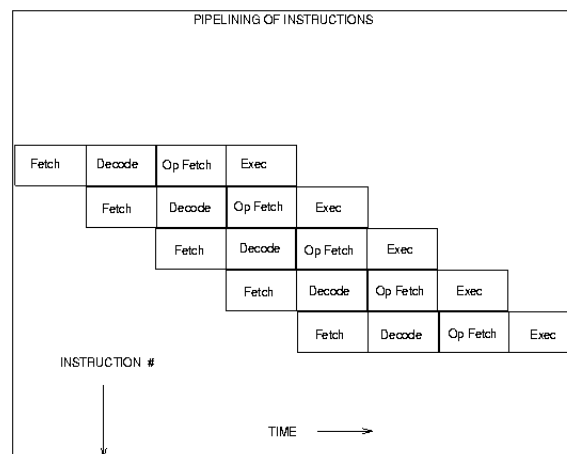 PIPELINING OF INSTRUCTIONS
Fetch Decode Op Fetch Exec
Fetch Decode Op Fetch Exec
Fetch Decode Op Fetch Exec
Fetch Decode Op Fetch Exec
Fetch Decode Op Fetch Exec
INSTRUCTION #
TIME